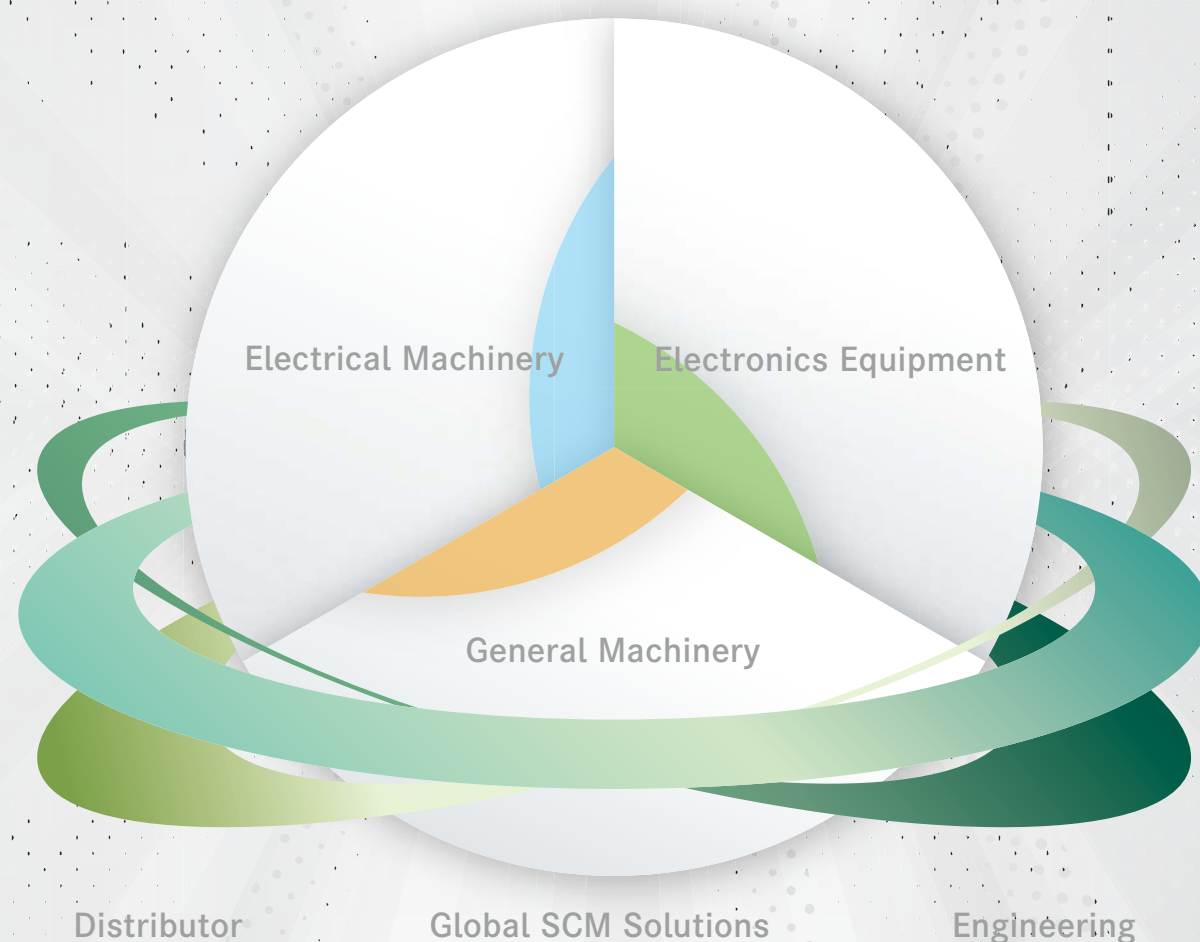 Electrical Machinery
Electronics Equipment
General Machinery
Distributor
Global SCM Solutions
Engineering